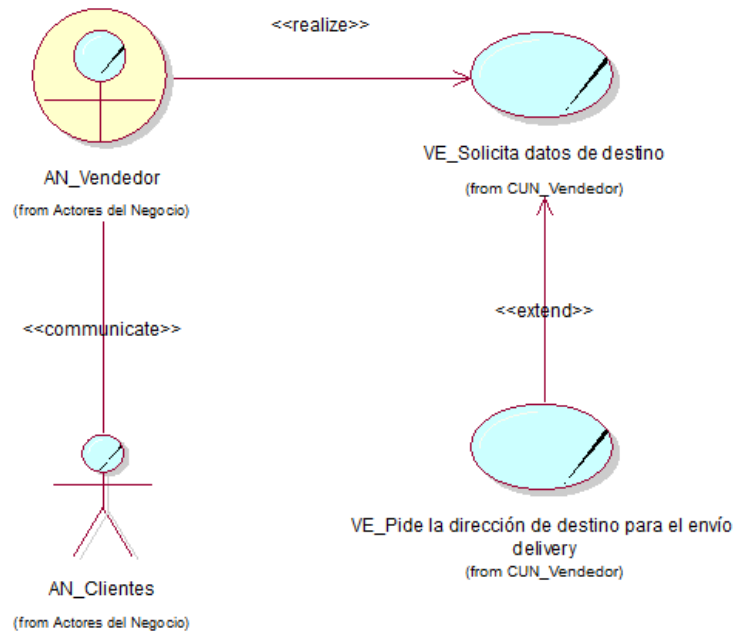 <<realize>>
AN_Vendedor
(from Actores del Negocio)
VE_Solicita datos de destino
(from CUN_Vendedor)
<<communicate>>
<<extend>>
AN_Clientes
(from Actores del Negocio)
VE_Pide la dirección de destino para el envío
delivery
(from CUN_Vendedor)